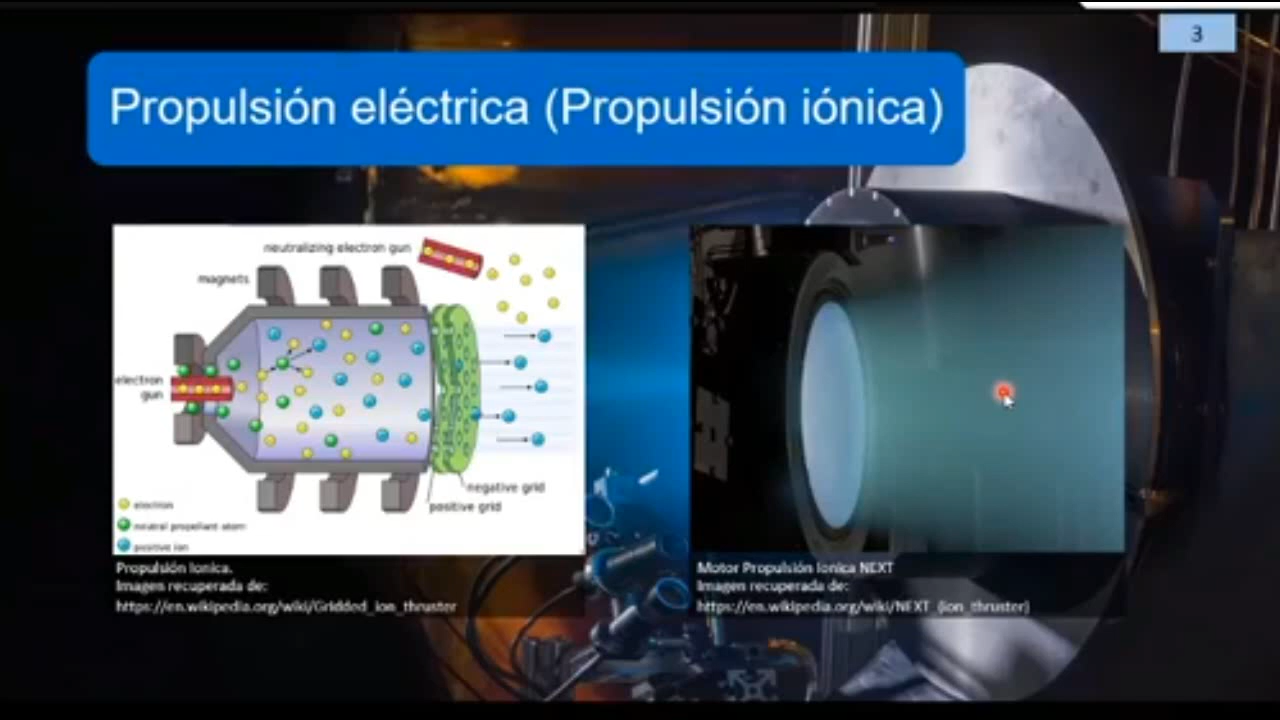 3
Propulsión eléctrica (Propulsión iónica)
neutralizing electron gun
magnets
electron
gun
negative grid
positive grid
electron
neutral propellant atom
positive ion
Propulsión Ionica.
Imagen recuperada de:
https://en.wikipedia.org/wiki/Gridded_ion_thruster
Motor Propulsión Ionica NEXT
Imagen recuperada de:
https://en.wikipedia.org/wiki/NEXT_(ion_thruster)